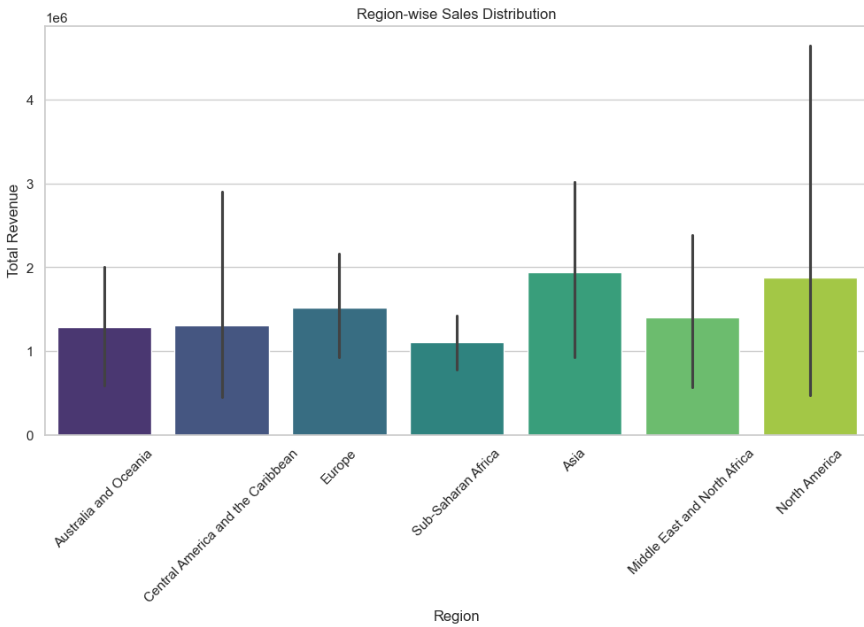 Region-wise Sales Distribution
1e6
4
3
2
1
0
Total Revenue
Australia and Oceania
Central America and the Caribbean
Europe
Sub-Saharan Africa
Asia
Middle East and North Africa
North America
Region